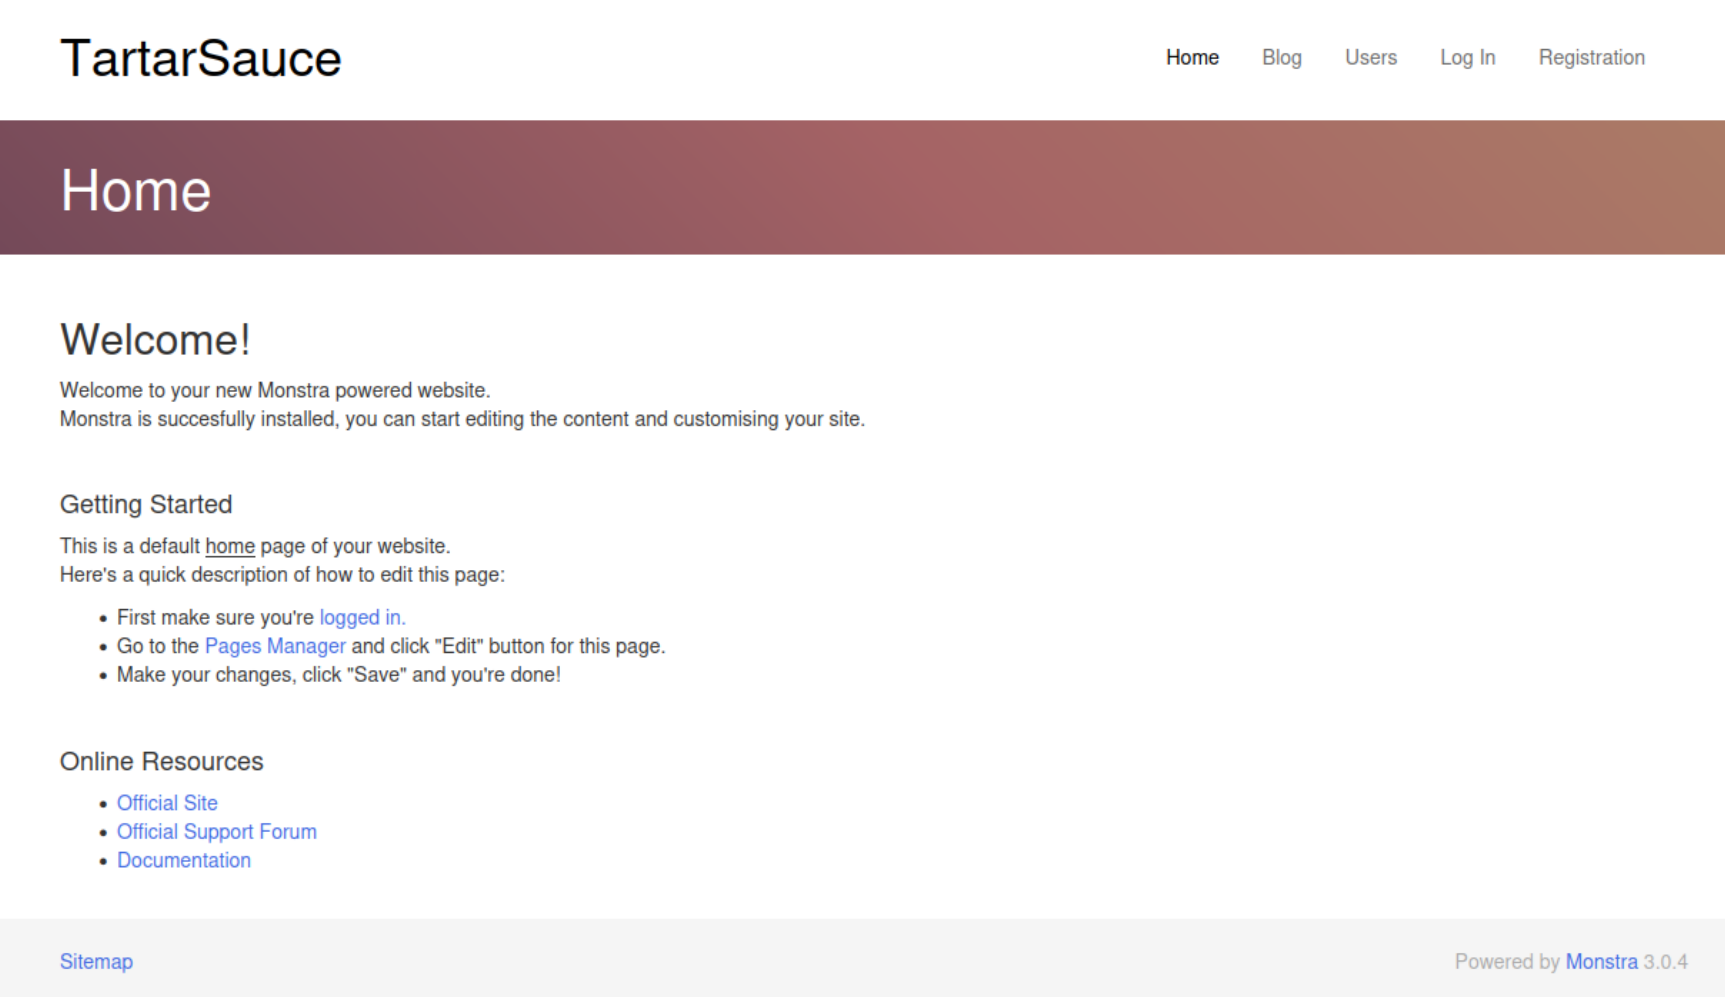 TartarSauce
Home Blog Users Log In Registration
Home
Welcome!
Welcome to your new Monstra powered website.
Monstra is succesfully installed, you can start editing the content and customising your site.
Getting Started
This is a default home page of your website.
Here's a quick description of how to edit this page:
• First make sure you're logged in.
• Go to the Pages Manager and click "Edit" button for this page.
• Make your changes, click "Save" and you're done!
Online Resources
• Official Site
• Official Support Forum
• Documentation
Sitemap
Powered by Monstra 3.0.4